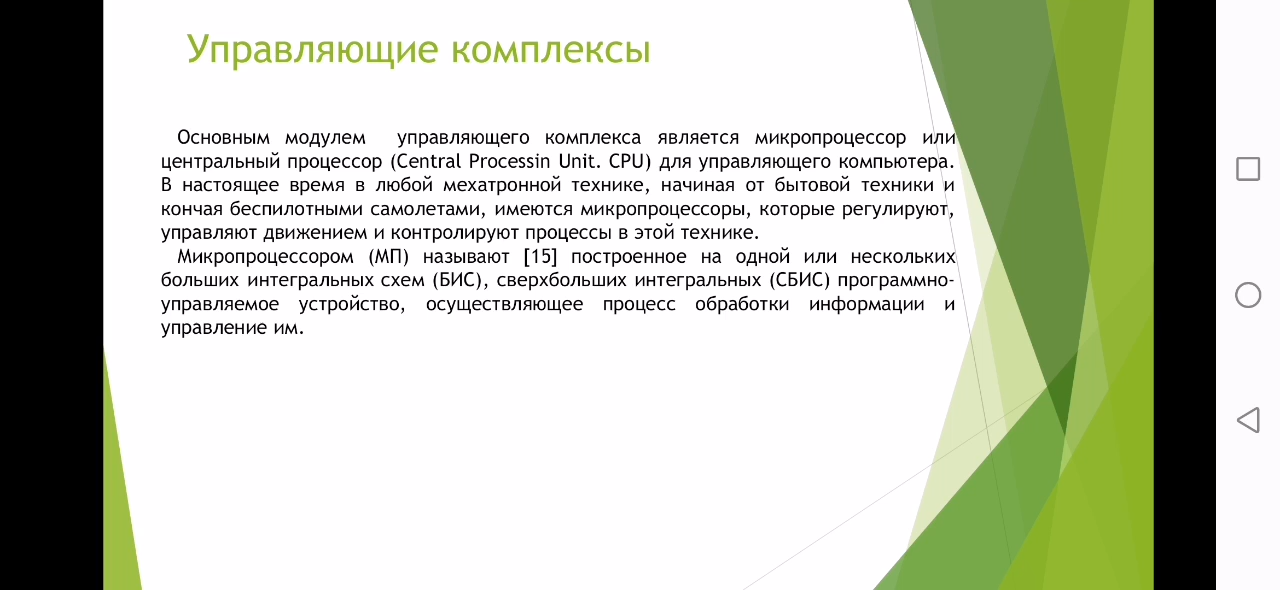 Управляющие комплексы
Основным модулем управляющего комплекса является микропроцессор или
центральный процессор (Central Processin Unit. CPU) для управляющего компьютера.
В настоящее время в любой мехатронной технике, начиная от бытовой техники и
кончая беспилотными самолетами, имеются микропроцессоры, которые регулируют,
управляют движением и контролируют процессы в этой технике.
Микропроцессором (МП) называют [15] построенное на одной или нескольких
больших интегральных схем (БИС), сверхбольших интегральных (СБИС) программно-
управляемое устройство, осуществляющее процесс обработки информации и
управление им.